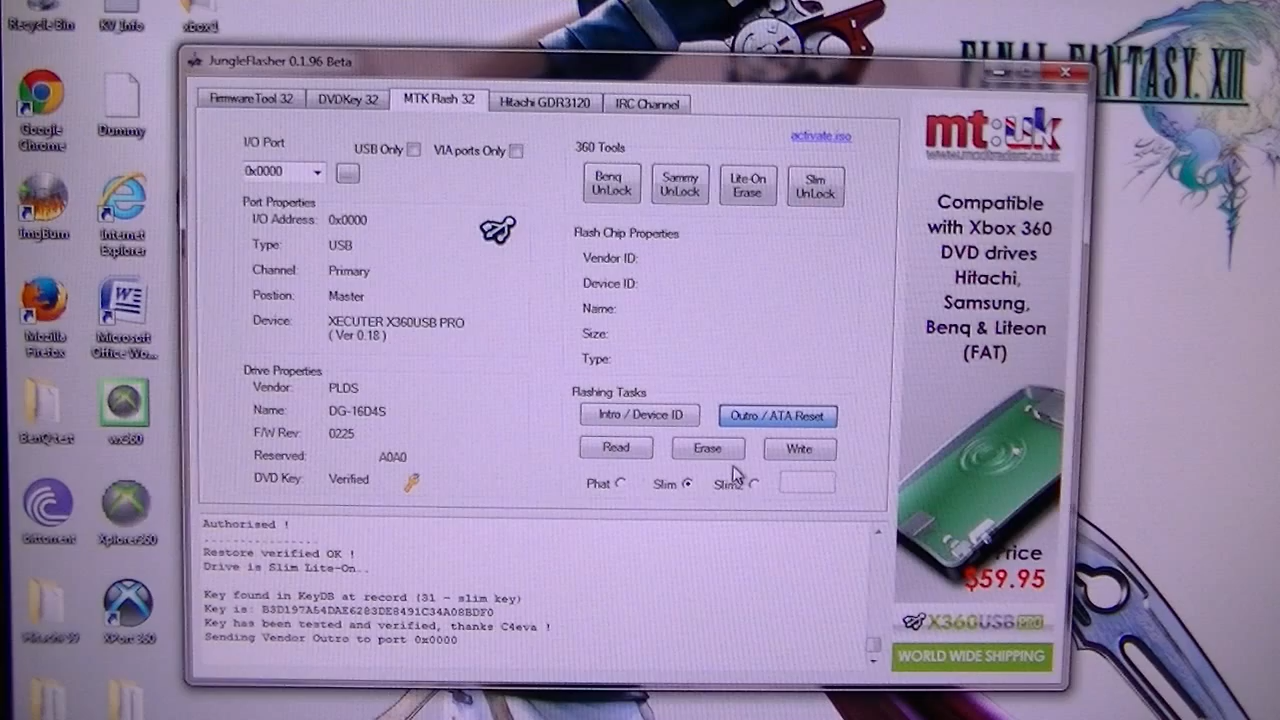 Recycle Bin
KV_Info
xbox1
FINAL FANTASY XIII
JungleFlasher 0.1.96 Beta
FirmwareTool 32
DVDKey 32
MTK Flash 32
Hitachi GDR3120
IRC Channel
Google Chrome
Dummy
ImgBurn
Internet Explorer
Mozilla Firefox
Microsoft Office Wo...
vx360
Bittorrent
Xplorer360
XPort 360
I/O Port
USB Only
VIA ports Only
0x0000
Port Properties
I/O Address: 0x0000
Type: USB
Channel: Primary
Postion: Master
Device: XECUTER X360USB PRO
( Ver 0.18 )
Drive Properties
Vendor: PLDS
Name: DG-16D4S
F/W Rev: 0225
Reserved: A0A0
DVD Key: Verified
activate.iso
360 Tools
Benq UnLock
Sammy UnLock
Lite-On Erase
Slim UnLock
Flash Chip Properties
Vendor ID:
Device ID:
Name:
Size:
Type:
Flashing Tasks
Intro / Device ID
Outro / ATA Reset
Read
Erase
Write
Phat
Slim
Slim2
Authorised !
----------------
Restore verified OK !
Drive is Slim Lite-On..
Key found in KeyDB at record (31 - slim key)
Key is:
Key has been tested and verified, thanks C4eva !
Sending Vendor Outro to port 0x0000
mt:uk
Compatible
with Xbox 360
DVD drives
Hitachi,
Samsung,
Benq & Liteon
(FAT)
Price
$59.95
X360USB PRO
WORLD WIDE SHIPPING